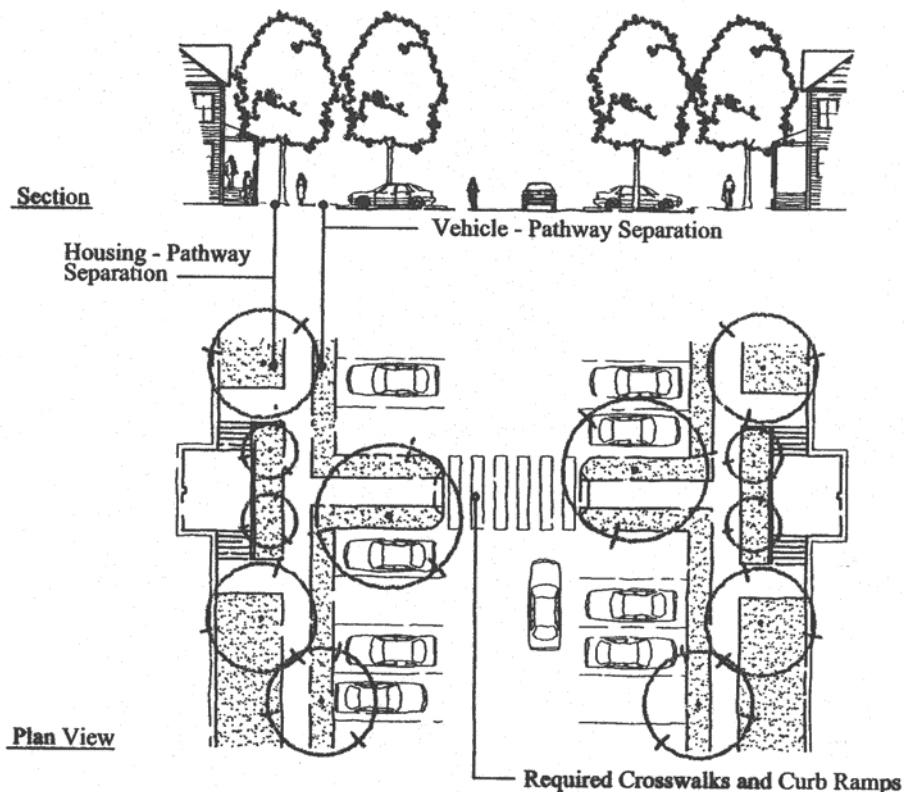 Section
Vehicle - Pathway Separation
Housing - Pathway
Separation
Plan View
Required Crosswalks and Curb Ramps